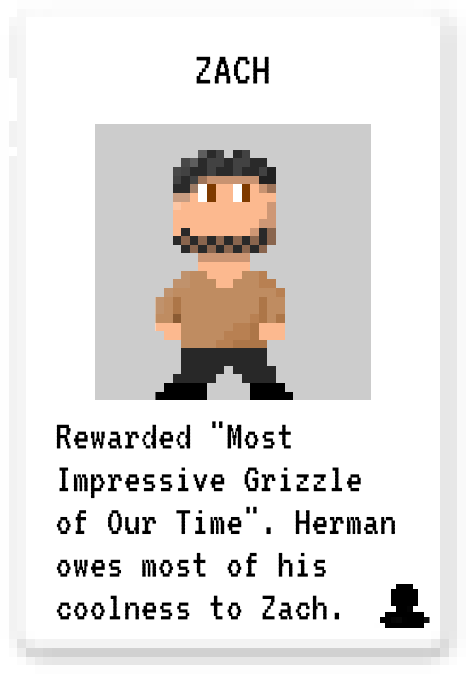 ZACH
Rewarded "Most
Impressive Grizzle
of Our Time". Herman
owes most of his
coolness to Zach.